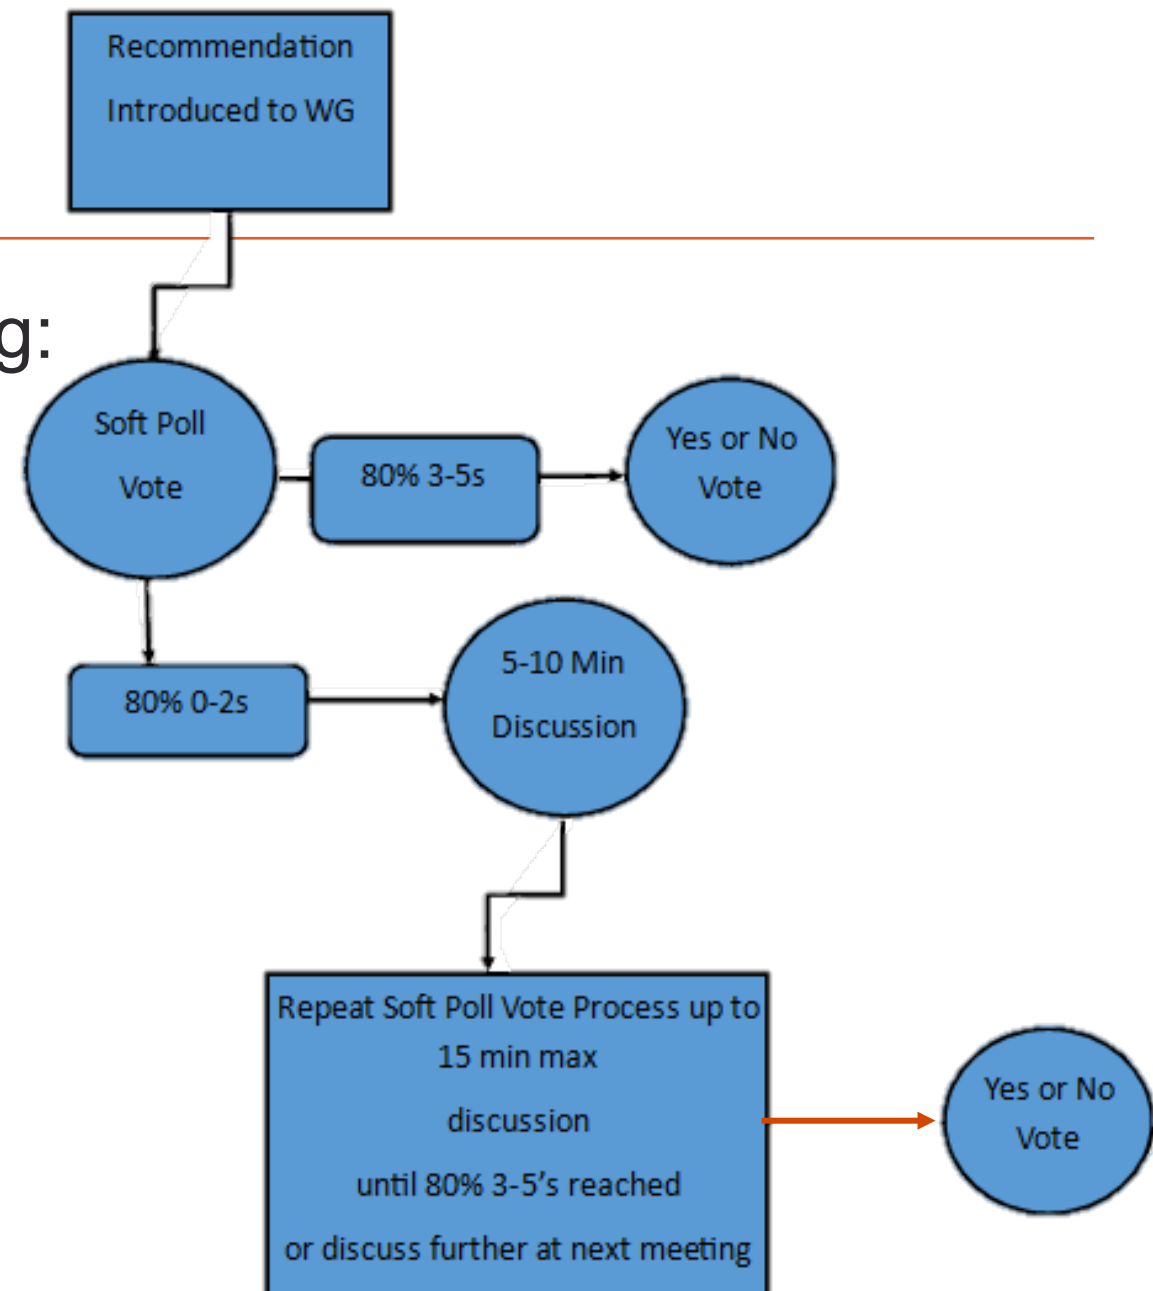 Recommendation
Introduced to WG
g:
Soft Poll
Vote
80% 3-5s
Yes or No
Vote
80% 0-2s
5-10 Min
Discussion
Repeat Soft Poll Vote Process up to
15 min max
discussion
until 80% 3-5’s reached
or discuss further at next meeting
Yes or No
Vote